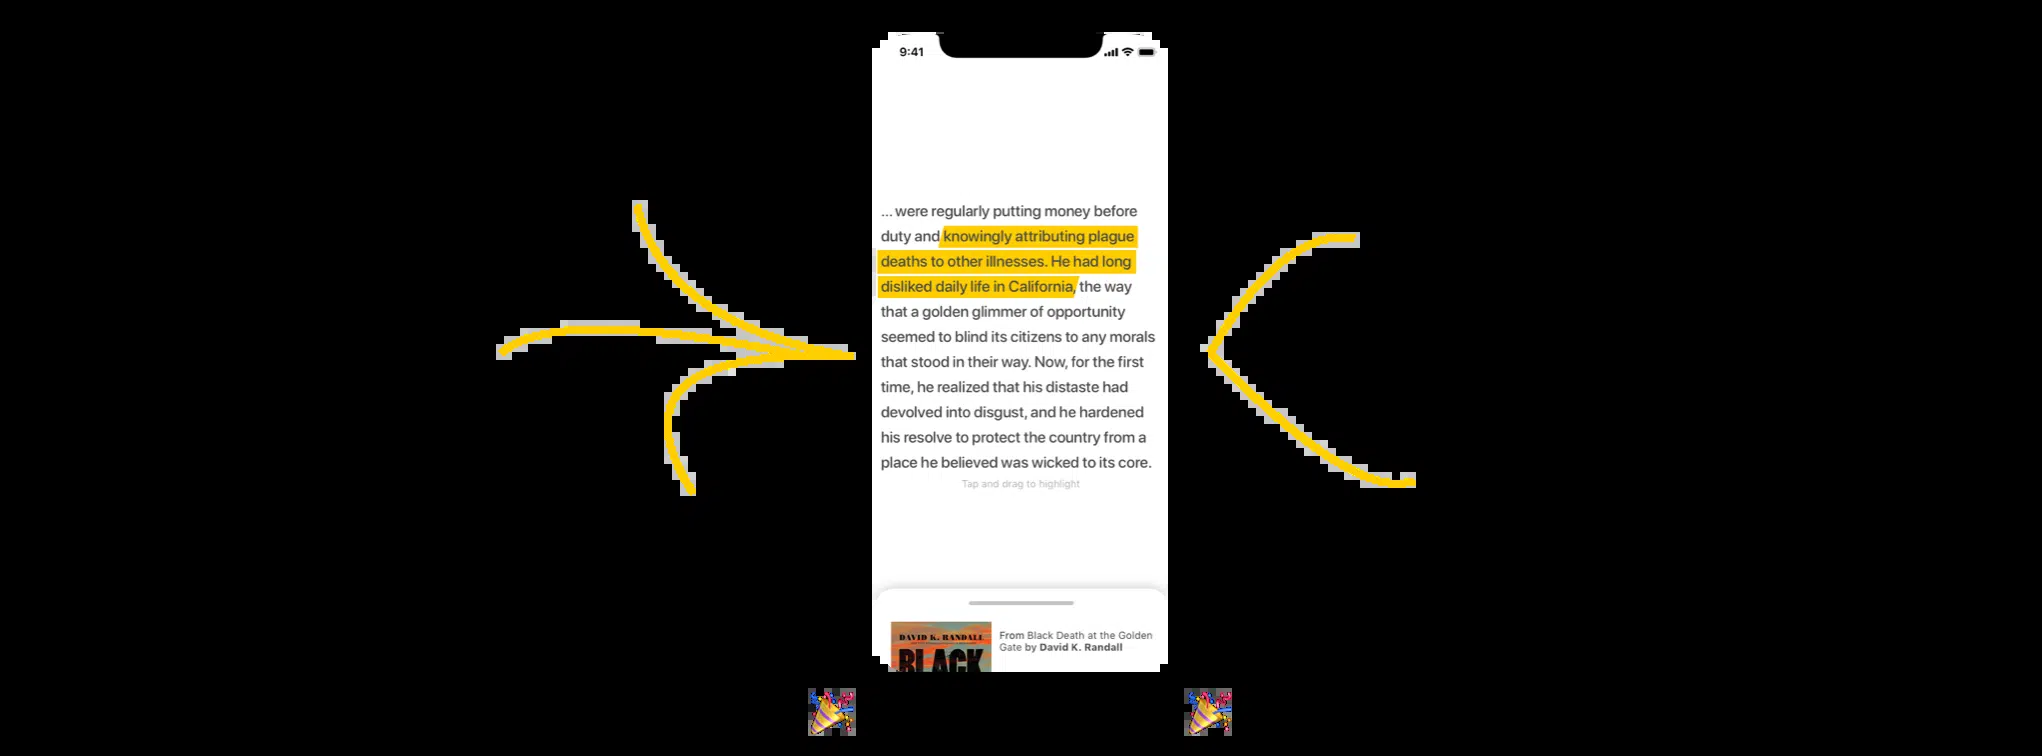 9:41
... were regularly putting money before
duty and knowingly attributing plague
deaths to other illnesses. He had long
disliked daily life in California, the way
that a golden glimmer of opportunity
seemed to blind its citizens to any morals
that stood in their way. Now, for the first
time, he realized that his distaste had
devolved into disgust, and he hardened
his resolve to protect the country from a
place he believed was wicked to its core.
Tap and drag to highlight
DAVID K. RANDALL
BLACK
From Black Death at the Golden
Gate by David K. Randall